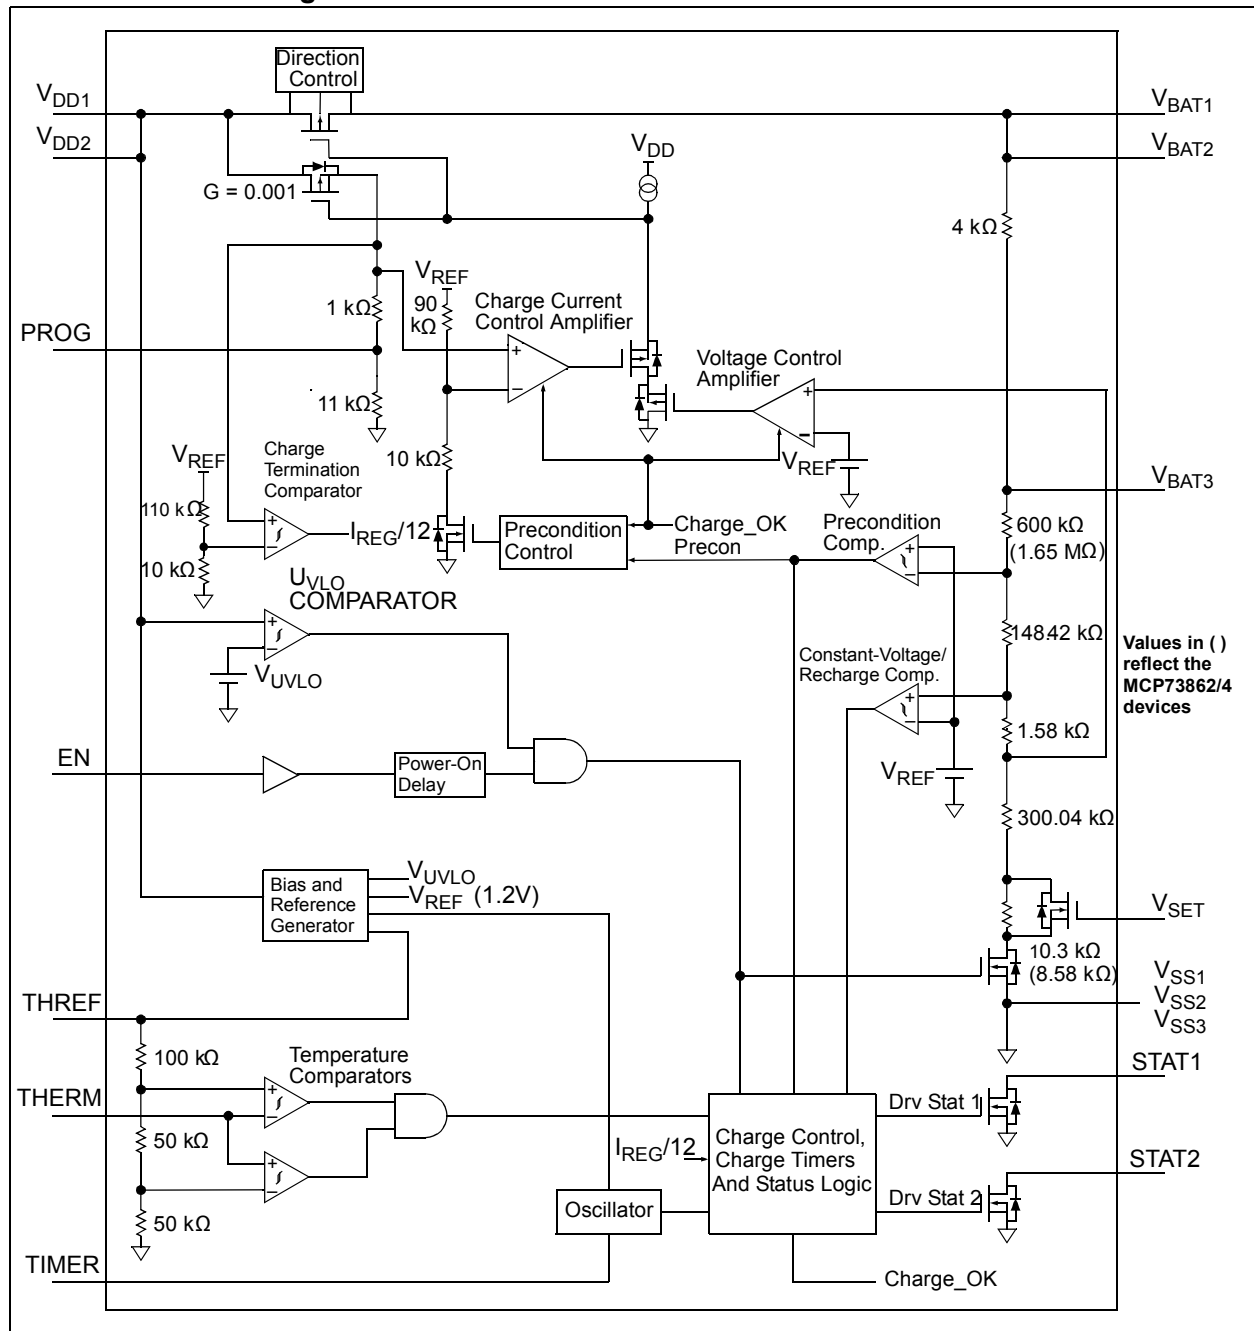 Direction
Control
VDD1
VDD2
VBAT1
VBAT2
VDD
G = 0.001
4 kΩ
VREF
90
kΩ
Charge Current
Control Amplifier
1 kΩ
PROG
Voltage Control
Amplifier
11 kΩ
Charge
Termination
Comparator
VREF
10 kΩ
VREF
VBAT3
110 kΩ
IREG/12
Precondition
Control
Charge_OK
Precon
Precondition
Comp.
600 kΩ
(1.65 MΩ)
10 kΩ
UVLO
COMPARATOR
148.42 kΩ
Values in ( )
reflect the
MCP73862/4
devices
Constant-Voltage/
Recharge Comp.
VUVLO
1.58 kΩ
EN
Power-On
Delay
VREF
300.04 kΩ
Bias and
Reference
Generator
VUVLO
VREF (1.2V)
VSET
10.3 kΩ
(8.58 kΩ)
VSS1
VSS2
VSS3
THREF
100 kΩ
Temperature
Comparators
STAT1
THERM
Drv Stat 1
50 kΩ
IREG/12
Charge Control,
Charge Timers
And Status Logic
STAT2
Drv Stat 2
50 kΩ
Oscillator
TIMER
Charge_OK